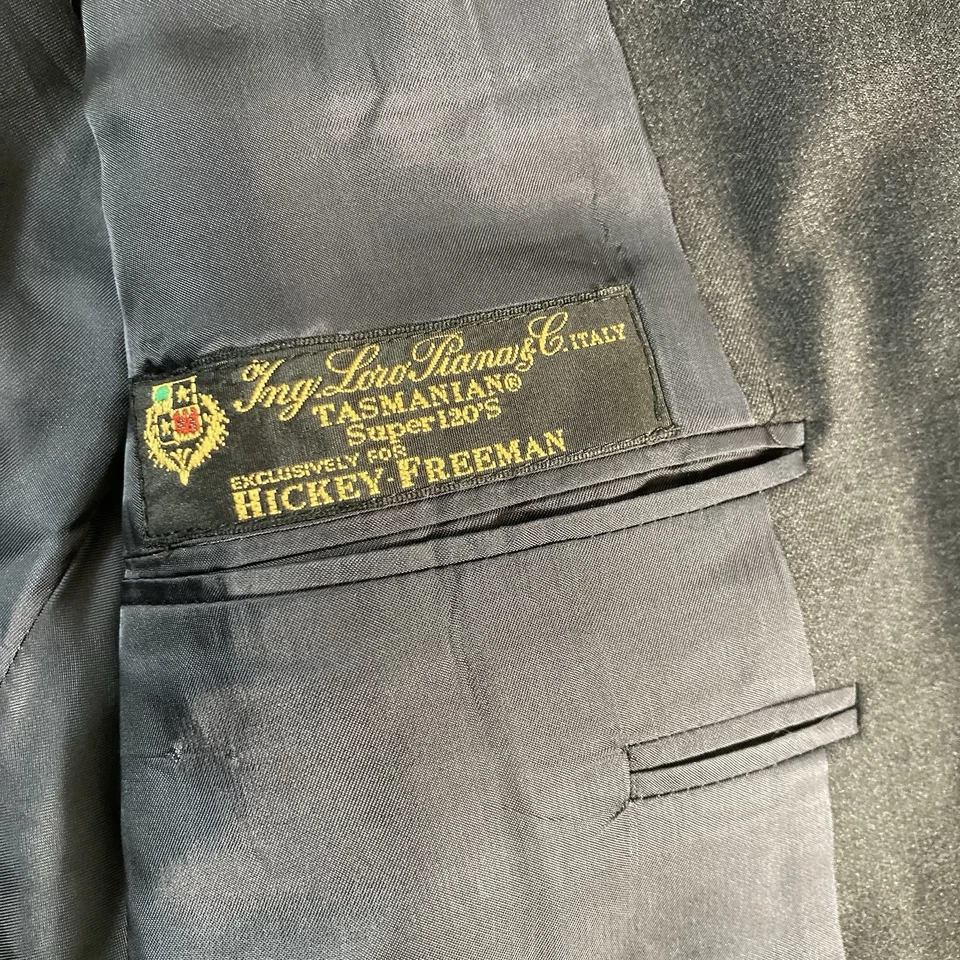 Ing Loro Piana & C. ITALY
TASMANIAN®
Super 120'S
EXCLUSIVELY FOR
HICKEY-FREEMAN